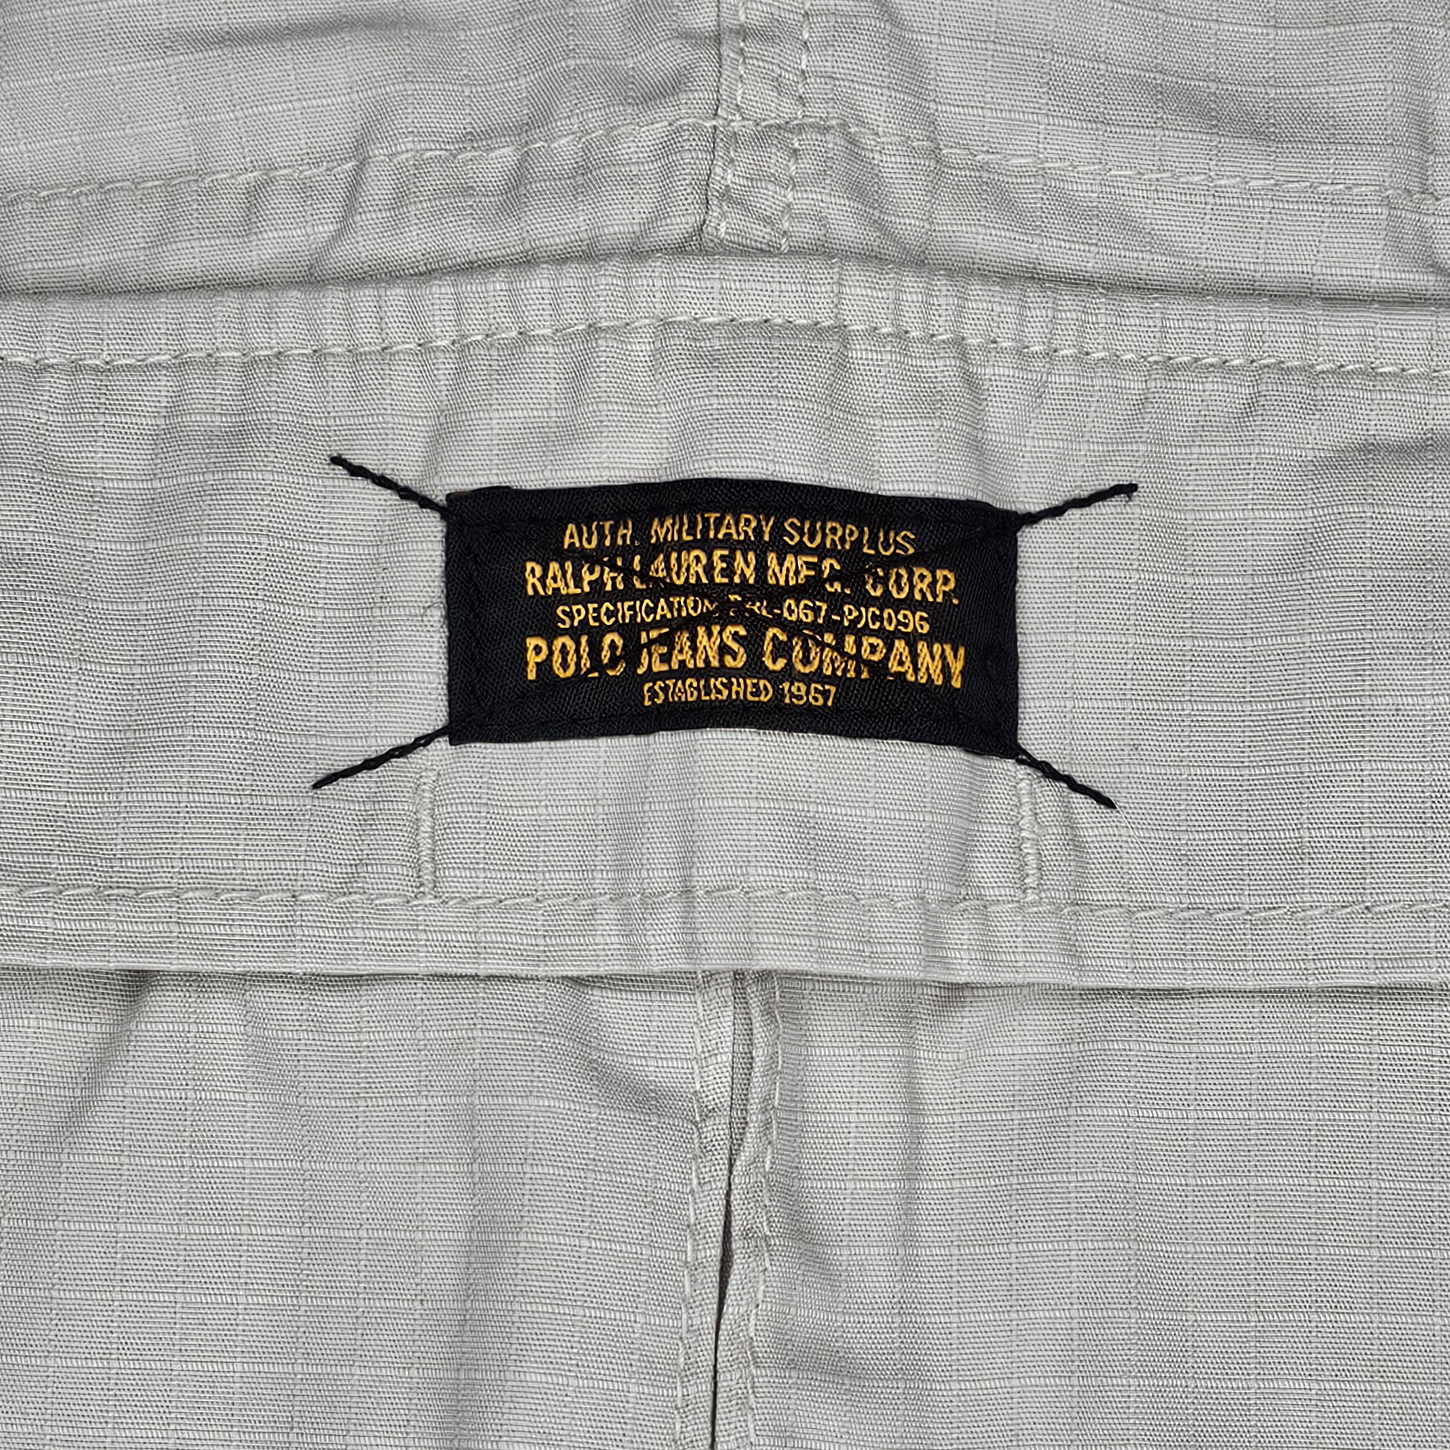 AUTH. MILITARY SURPLUS
RALPH LAUREN MFG. CORP.
SPECIFICATION PRL-067-PJC096
POLO JEANS COMPANY
ESTABLISHED 1967